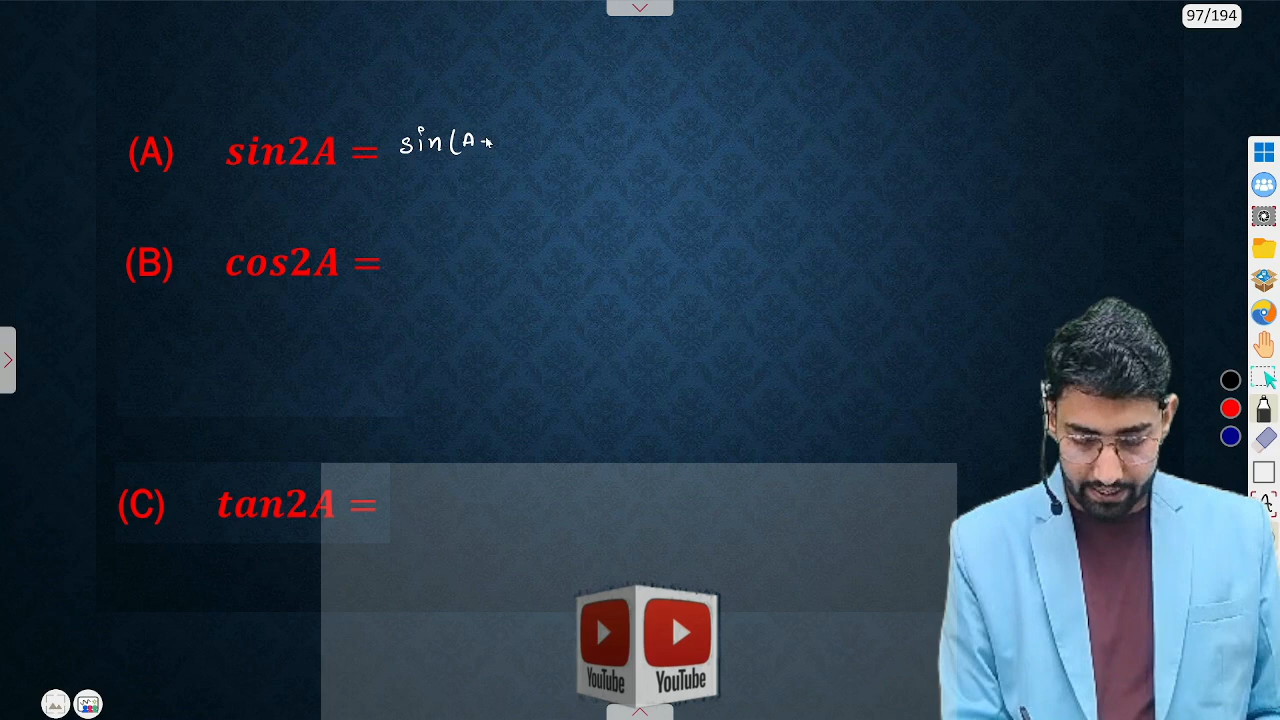 97/194
(A) sin2A = sin(A+
(B) cos2A =
(C) tan2A =
YouTube YouTube